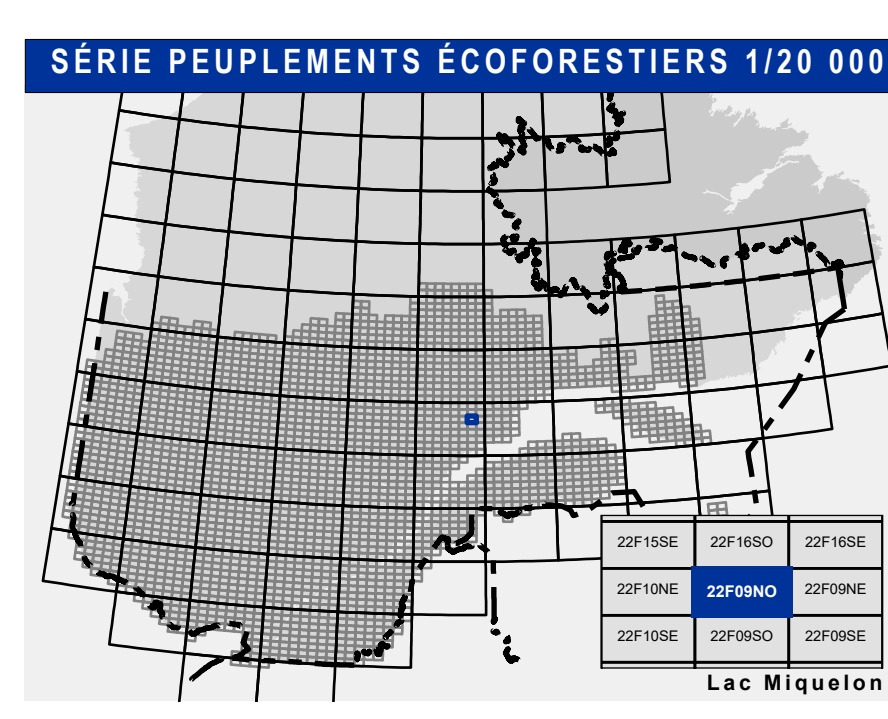 SÉRIE PEUPLEMENTS ÉCOFORESTIERS 1/20 000
22F15SE 22F16SO 22F16SE
22F10NE 22F09NO 22F09NE
22F10SE 22F09SO 22F09SE
Lac Miquelon